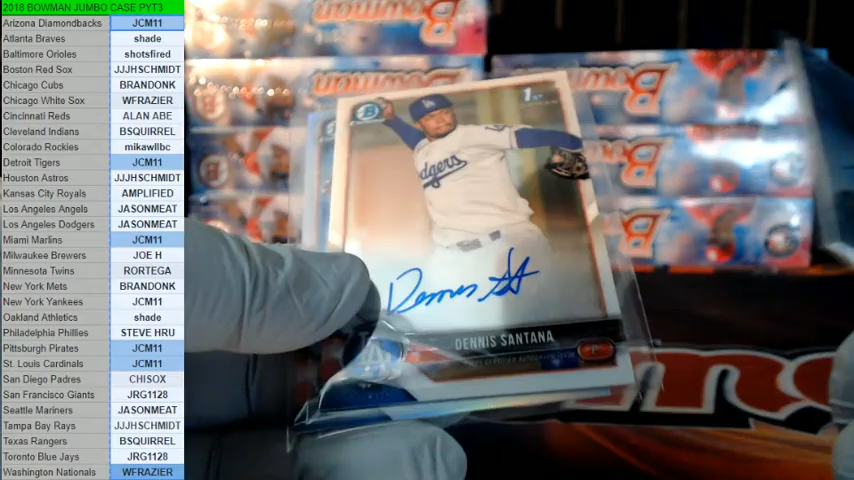 2018 BOWMAN JUMBO CASE PYT3
Arizona Diamondbacks JCM11
Atlanta Braves shade
Baltimore Orioles shotsfired
Boston Red Sox JJJHSCHMIDT
Chicago Cubs BRANDONK
Chicago White Sox WFRAZIER
Cincinnati Reds ALAN ABE
Cleveland Indians BSQUIRREL
Colorado Rockies mikawllbc
Detroit Tigers JCM11
Houston Astros JJJHSCHMIDT
Kansas City Royals AMPLIFIED
Los Angeles Angels JASONMEAT
Los Angeles Dodgers JASONMEAT
Miami Marlins JCM11
Milwaukee Brewers JOE H
Minnesota Twins RORTEGA
New York Mets BRANDONK
New York Yankees JCM11
Oakland Athletics shade
Philadelphia Phillies STEVE HRU
Pittsburgh Pirates JCM11
St. Louis Cardinals JCM11
San Diego Padres CHISOX
San Francisco Giants JRG1128
Seattle Mariners JASONMEAT
Tampa Bay Rays JJJHSCHMIDT
Texas Rangers BSQUIRREL
Toronto Blue Jays JRG1128
Washington Nationals WFRAZIER
Bowman
Bowman
Bowman
Bowman
Bowman
1st
Dodgers
Dennis
DENNIS SANTANA
P